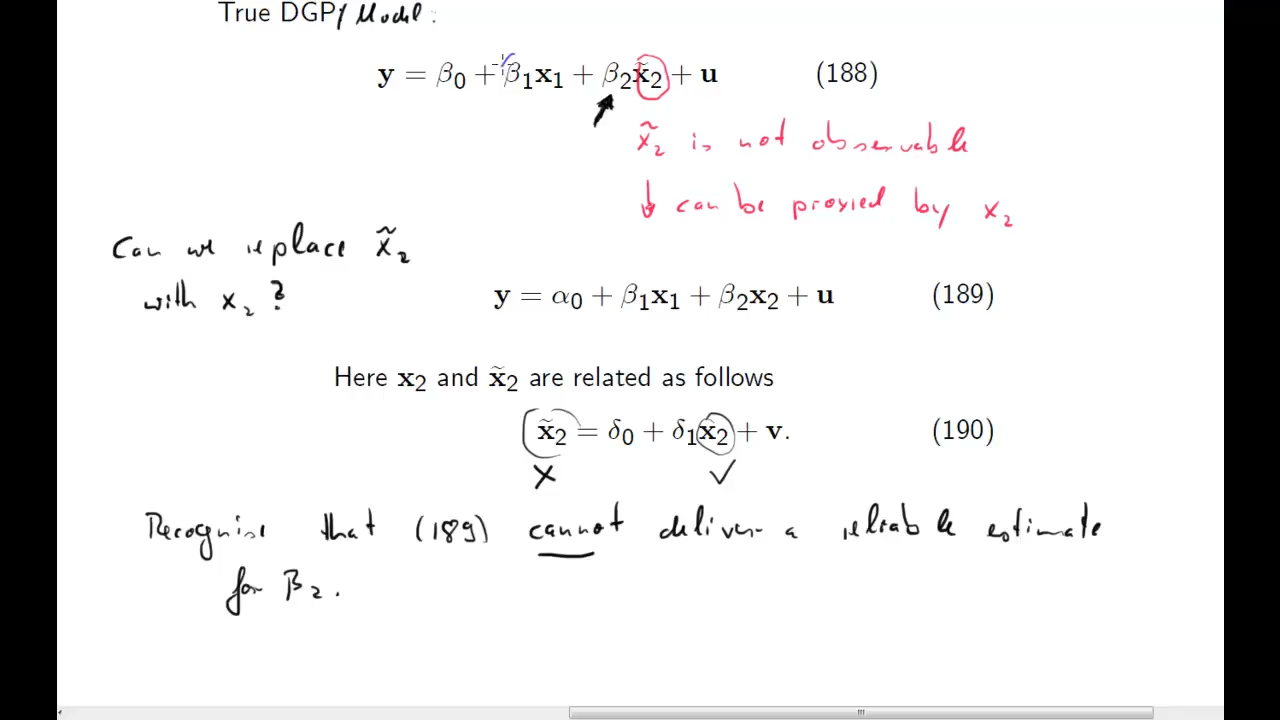 True DGP/Model:
y = β₀ + β₁x₁ + β₂x̃₂ + u (188)
x̃₂ is not observable
↓ can be proxied by x₂
Can we replace x̃₂
with x₂ ?
y = α₀ + β₁x₁ + β₂x₂ + u (189)
Here x₂ and x̃₂ are related as follows
x̃₂ = δ₀ + δ₁x₂ + v. (190)
Recognise that (189) cannot deliver a reliable estimate
for β₂.